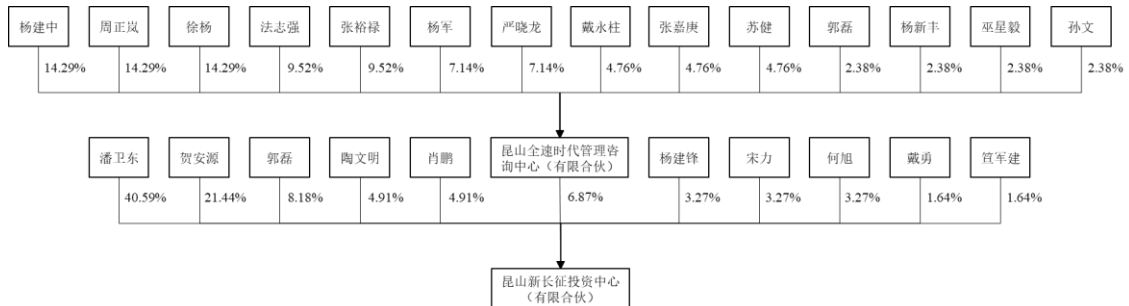 杨建中 周正岚 徐杨 法志强 张裕禄 杨军 严晓龙 戴永柱 张嘉庚 苏健 郭磊 杨新丰 巫星毅 孙文
14.29% 14.29% 14.29% 9.52% 9.52% 7.14% 7.14% 4.76% 4.76% 4.76% 2.38% 2.38% 2.38% 2.38%
潘卫东 贺安源 郭磊 陶文明 肖鹏 昆山全速时代管理咨
询中心（有限合伙） 杨建锋 宋力 何旭 戴勇 笪军建
40.59% 21.44% 8.18% 4.91% 4.91% 6.87% 3.27% 3.27% 3.27% 1.64% 1.64%
昆山新长征投资中心
（有限合伙）